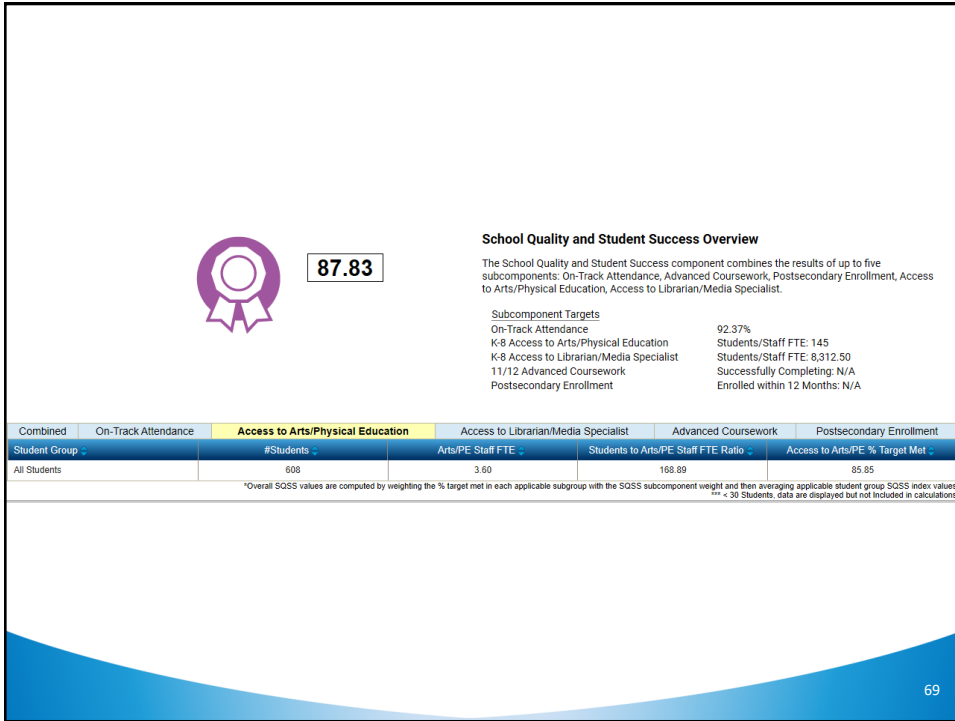 87.83
School Quality and Student Success Overview
The School Quality and Student Success component combines the results of up to five
subcomponents: On-Track Attendance, Advanced Coursework, Postsecondary Enrollment, Access
to Arts/Physical Education, Access to Librarian/Media Specialist.
Subcomponent Targets
On-Track Attendance 92.37%
K-8 Access to Arts/Physical Education Students/Staff FTE: 145
K-8 Access to Librarian/Media Specialist Students/Staff FTE: 8,312.50
11/12 Advanced Coursework Successfully Completing: N/A
Postsecondary Enrollment Enrolled within 12 Months: N/A
Combined On-Track Attendance Access to Arts/Physical Education Access to Librarian/Media Specialist Advanced Coursework Postsecondary Enrollment
Student Group #Students Arts/PE Staff FTE Students to Arts/PE Staff FTE Ratio Access to Arts/PE % Target Met
All Students 608 3.60 168.89 85.85
*Overall SQSS values are computed by weighting the % target met in each applicable subgroup with the SQSS subcomponent weight and then averaging applicable student group SQSS index values
*** < 30 Students, data are displayed but not Included in calculations
69